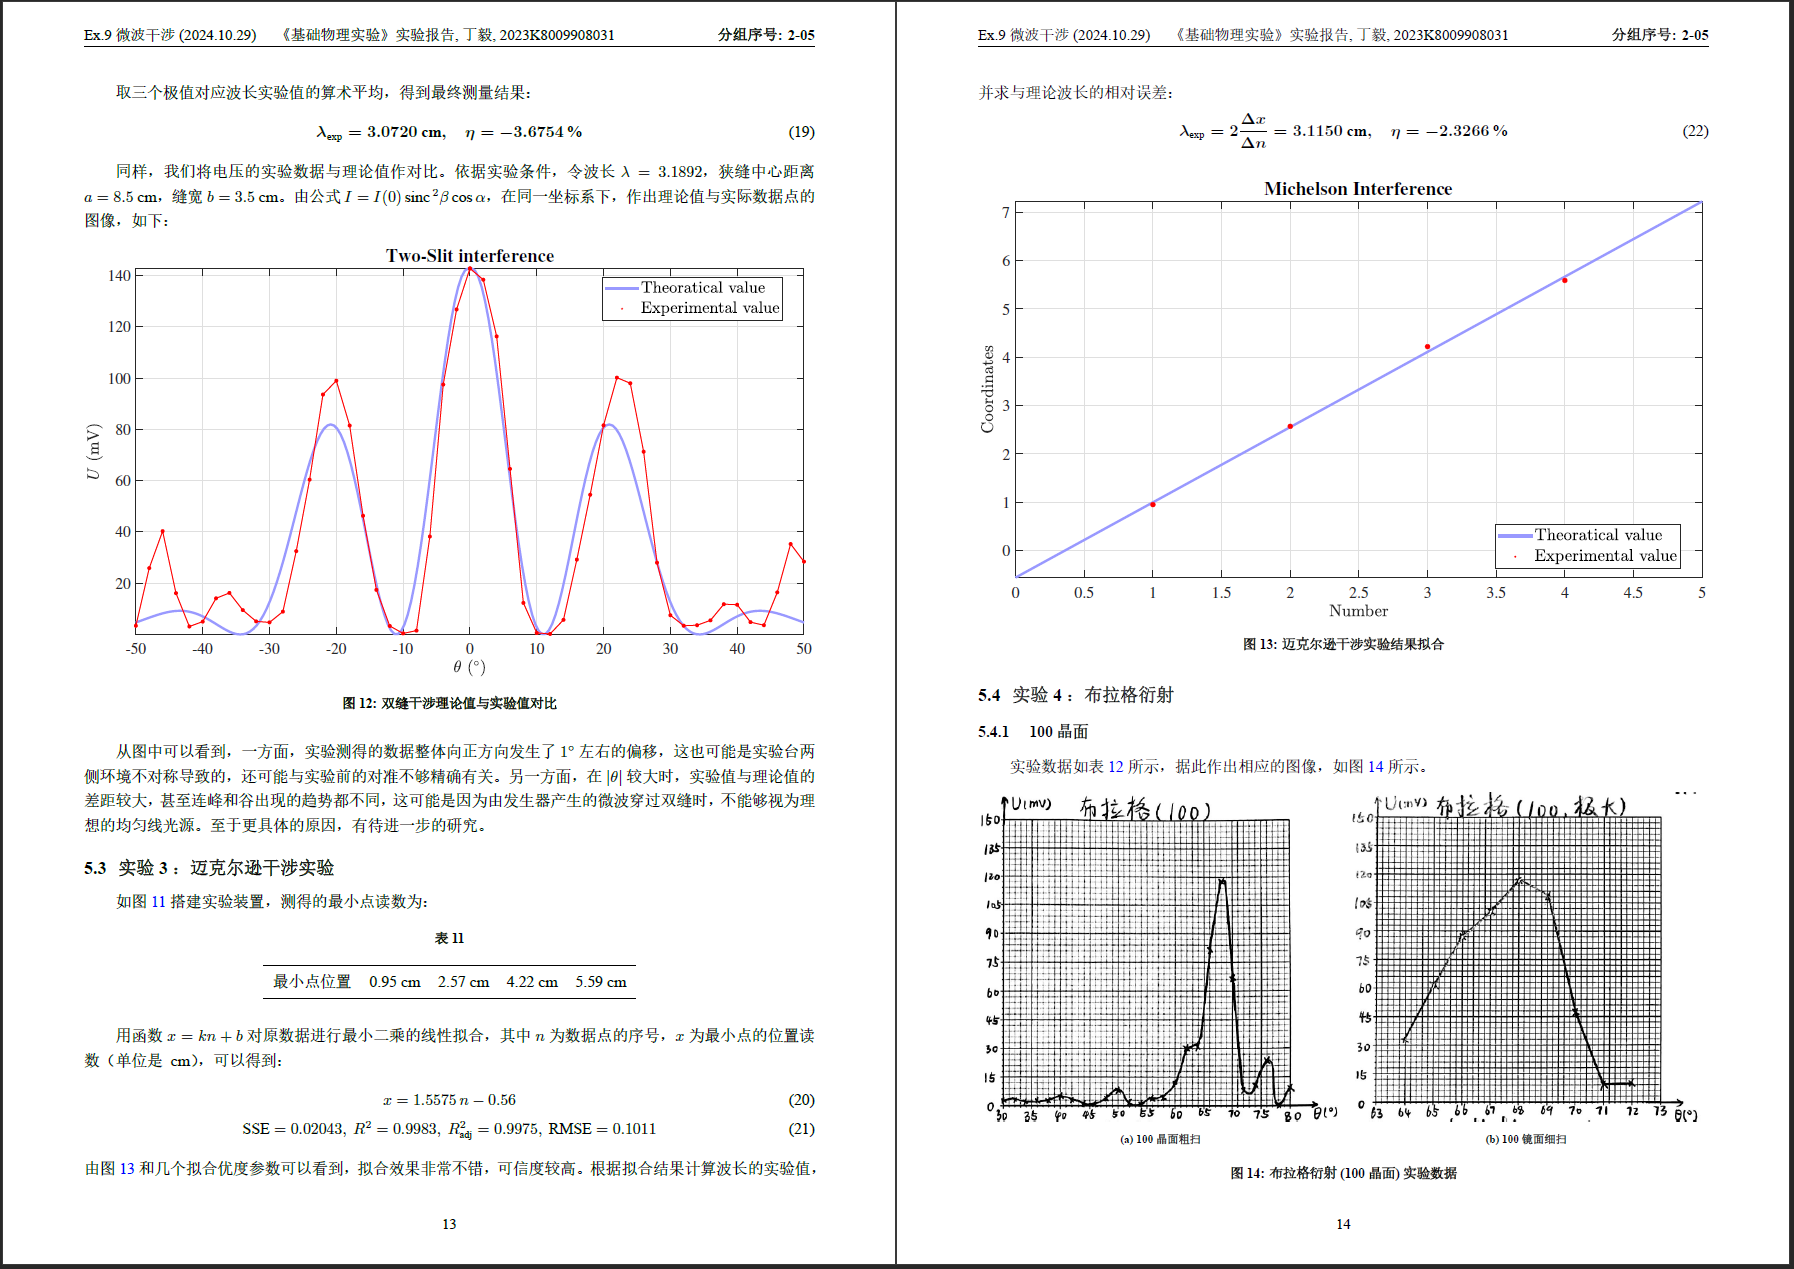 Ex.9 微波干涉 (2024.10.29) 《基础物理实验》实验报告, 丁毅, 2023K8009908031 分组序号: 2-05
取三个极值对应波长实验值的算术平均，得到最终测量结果：
λexp = 3.0720 cm, η = −3.6754 % (19)
同样，我们将电压的实验数据与理论值作对比。依据实验条件，令波长 λ = 3.1892，狭缝中心距离
a = 8.5 cm，缝宽 b = 3.5 cm。由公式 I = I(0) sinc²β cos α，在同一坐标系下，作出理论值与实际数据点的
图像，如下：
Two-Slit interference
Theoratical value
Experimental value
U (mV)
140
120
100
80
60
40
20
-50 -40 -30 -20 -10 0 10 20 30 40 50
θ (°)
图 12: 双缝干涉理论值与实验值对比
从图中可以看到，一方面，实验测得的数据整体向正方向发生了 1° 左右的偏移，这也可能是实验台两
侧环境不对称导致的，还可能与实验前的对准不够精确有关。另一方面，在 |θ| 较大时，实验值与理论值的
差距较大，甚至连峰和谷出现的趋势都不同，这可能是因为由发生器产生的微波穿过双缝时，不能够视为理
想的均匀线光源。至于更具体的原因，有待进一步的研究。
5.3 实验 3：迈克尔逊干涉实验
如图 11 搭建实验装置，测得的最小点读数为：
表 11
最小点位置 0.95 cm 2.57 cm 4.22 cm 5.59 cm
用函数 x = kn + b 对原数据进行最小二乘的线性拟合，其中 n 为数据点的序号，x 为最小点的位置读
数（单位是 cm），可以得到：
x = 1.5575 n − 0.56 (20)
SSE = 0.02043, R² = 0.9983, R²adj = 0.9975, RMSE = 0.1011 (21)
由图 13 和几个拟合优度参数可以看到，拟合效果非常不错，可信度较高。根据拟合结果计算波长的实验值，
13
Ex.9 微波干涉 (2024.10.29) 《基础物理实验》实验报告, 丁毅, 2023K8009908031 分组序号: 2-05
并求与理论波长的相对误差：
λexp = 2 Δx/Δn = 3.1150 cm, η = −2.3266 % (22)
Michelson Interference
Coordinates
7
6
5
4
3
2
1
0
Theoratical value
Experimental value
0 0.5 1 1.5 2 2.5 3 3.5 4 4.5 5
Number
图 13: 迈克尔逊干涉实验结果拟合
5.4 实验 4：布拉格衍射
5.4.1 100 晶面
实验数据如表 12 所示，据此作出相应的图像，如图 14 所示。
U(mV) 布拉格(100)
150
135
120
105
90
75
60
45
30
15
0
30 35 40 45 50 55 60 65 70 75 80 θ(°)
(a) 100 晶面粗扫
U(mV) 布拉格(100,极大)
150
135
120
105
90
75
60
45
30
15
0
63 64 65 66 67 68 69 70 71 72 73 θ(°)
(b) 100 镜面细扫
图 14: 布拉格衍射 (100 晶面) 实验数据
14